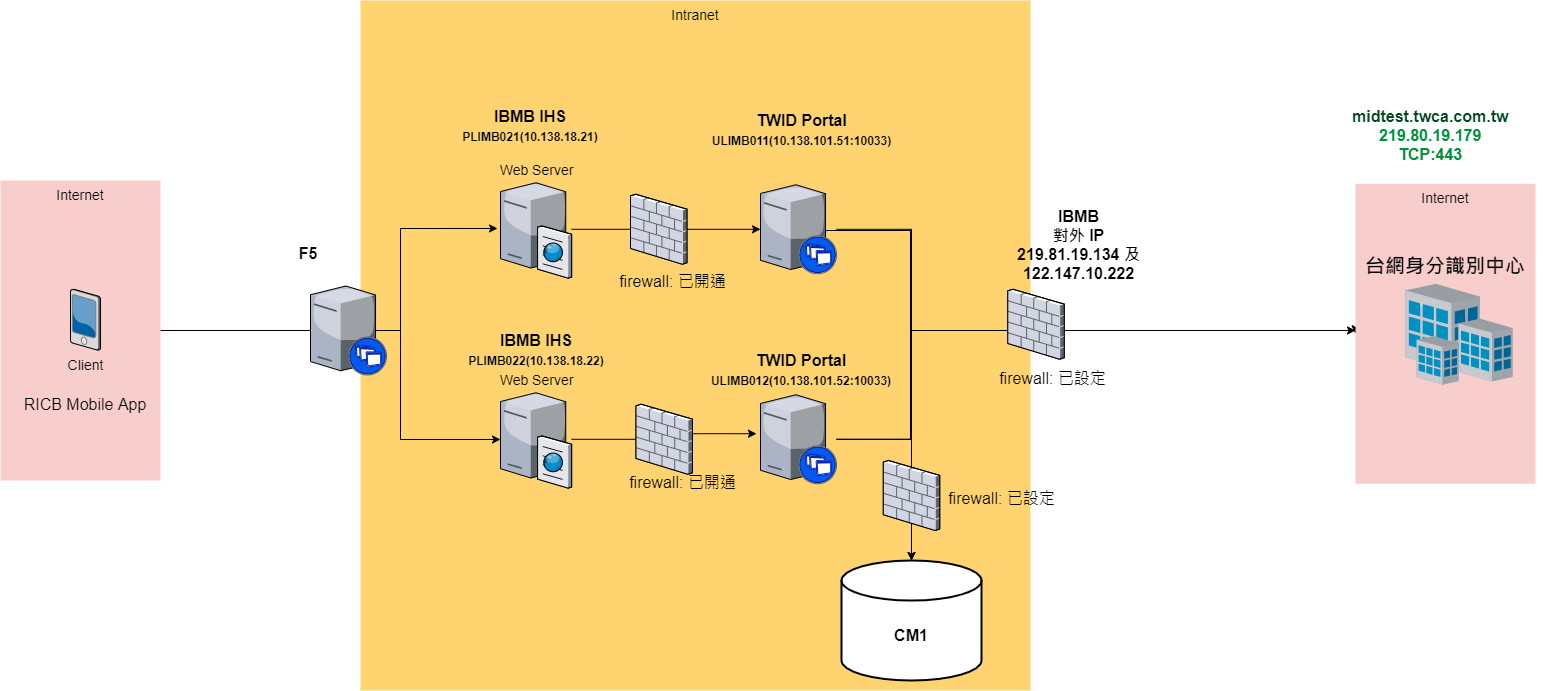 Intranet
IBMB IHS
PLIMB021(10.138.18.21)
Web Server
TWID Portal
ULIMB011(10.138.101.51:10033)
midtest.twca.com.tw
219.80.19.179
TCP:443
Internet
Client
RICB Mobile App
F5
firewall: 已開通
IBMB
對外 IP
219.81.19.134 及
122.147.10.222
firewall: 已設定
Internet
台網身分識別中心
IBMB IHS
PLIMB022(10.138.18.22)
Web Server
TWID Portal
ULIMB012(10.138.101.52:10033)
firewall: 已開通
firewall: 已設定
CM1